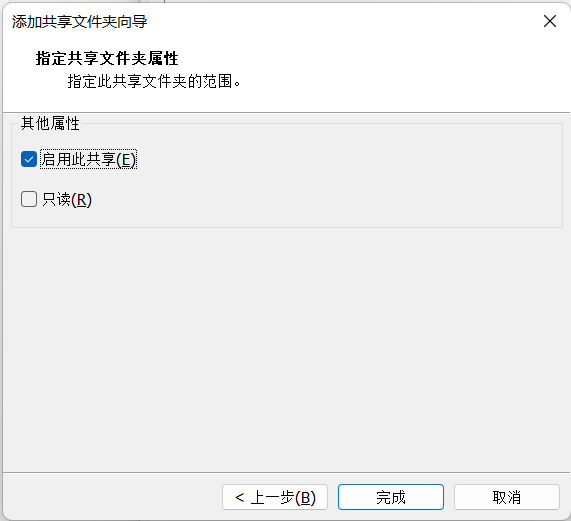 添加共享文件夹向导
指定共享文件夹属性
指定此共享文件夹的范围。
其他属性
启用此共享(E)
只读(R)
< 上一步(B) 完成 取消